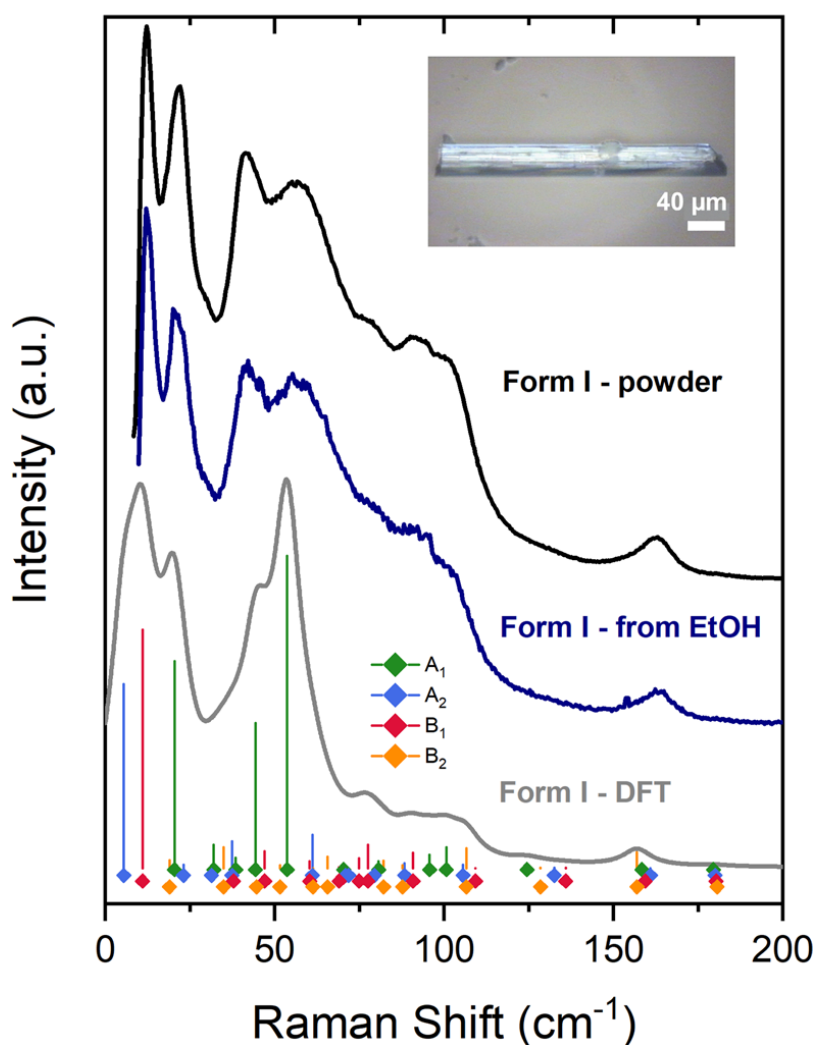 40 µm
Form I - powder
Form I - from EtOH
A₁
A₂
B₁
B₂
Form I - DFT
Intensity (a.u.)
0 50 100 150 200
Raman Shift (cm⁻¹)